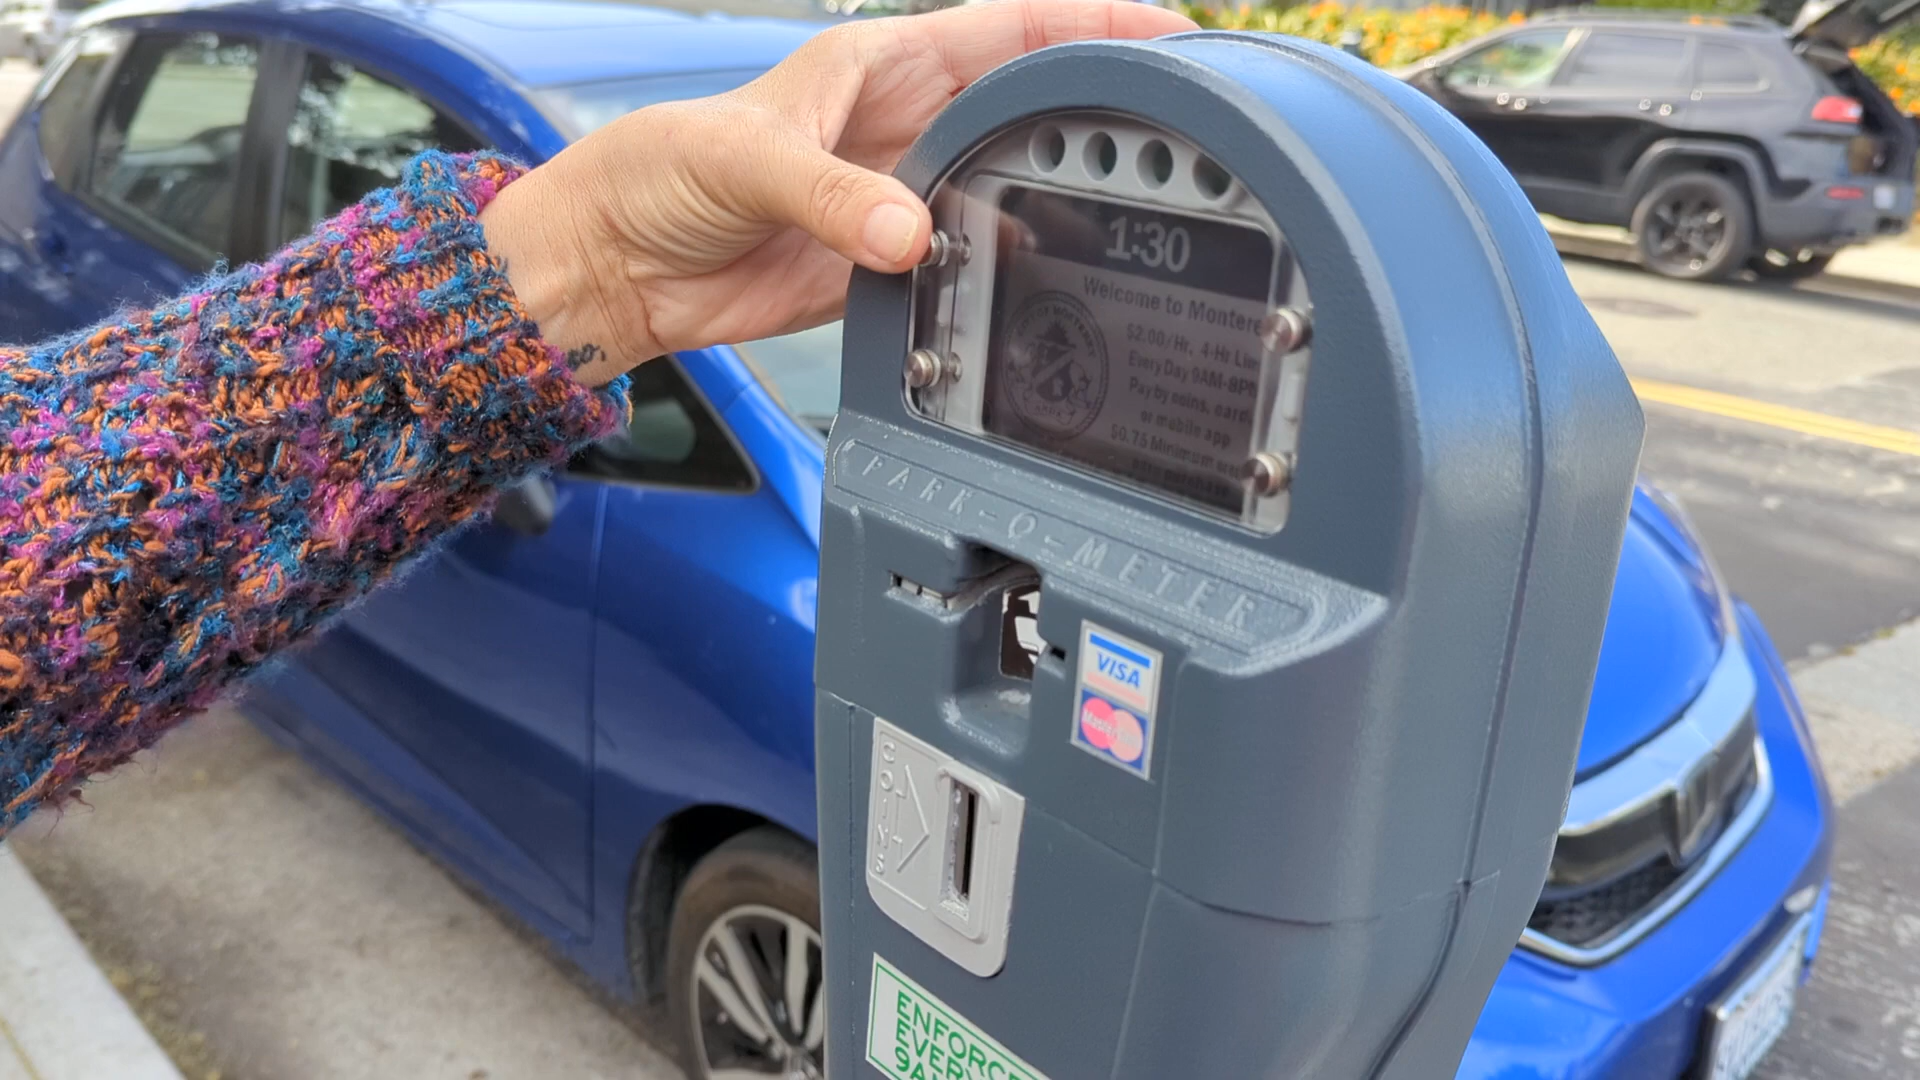 1:30
Welcome to Montere
$2.00/Hr. 4-Hr Lim
Every Day 9AM-8PM
Pay by coins, card,
or mobile app
$0.75 Minimum
purchase
PARK-O-METER
VISA
MasterCard
COINS
ENFORCE
EVERY
9A